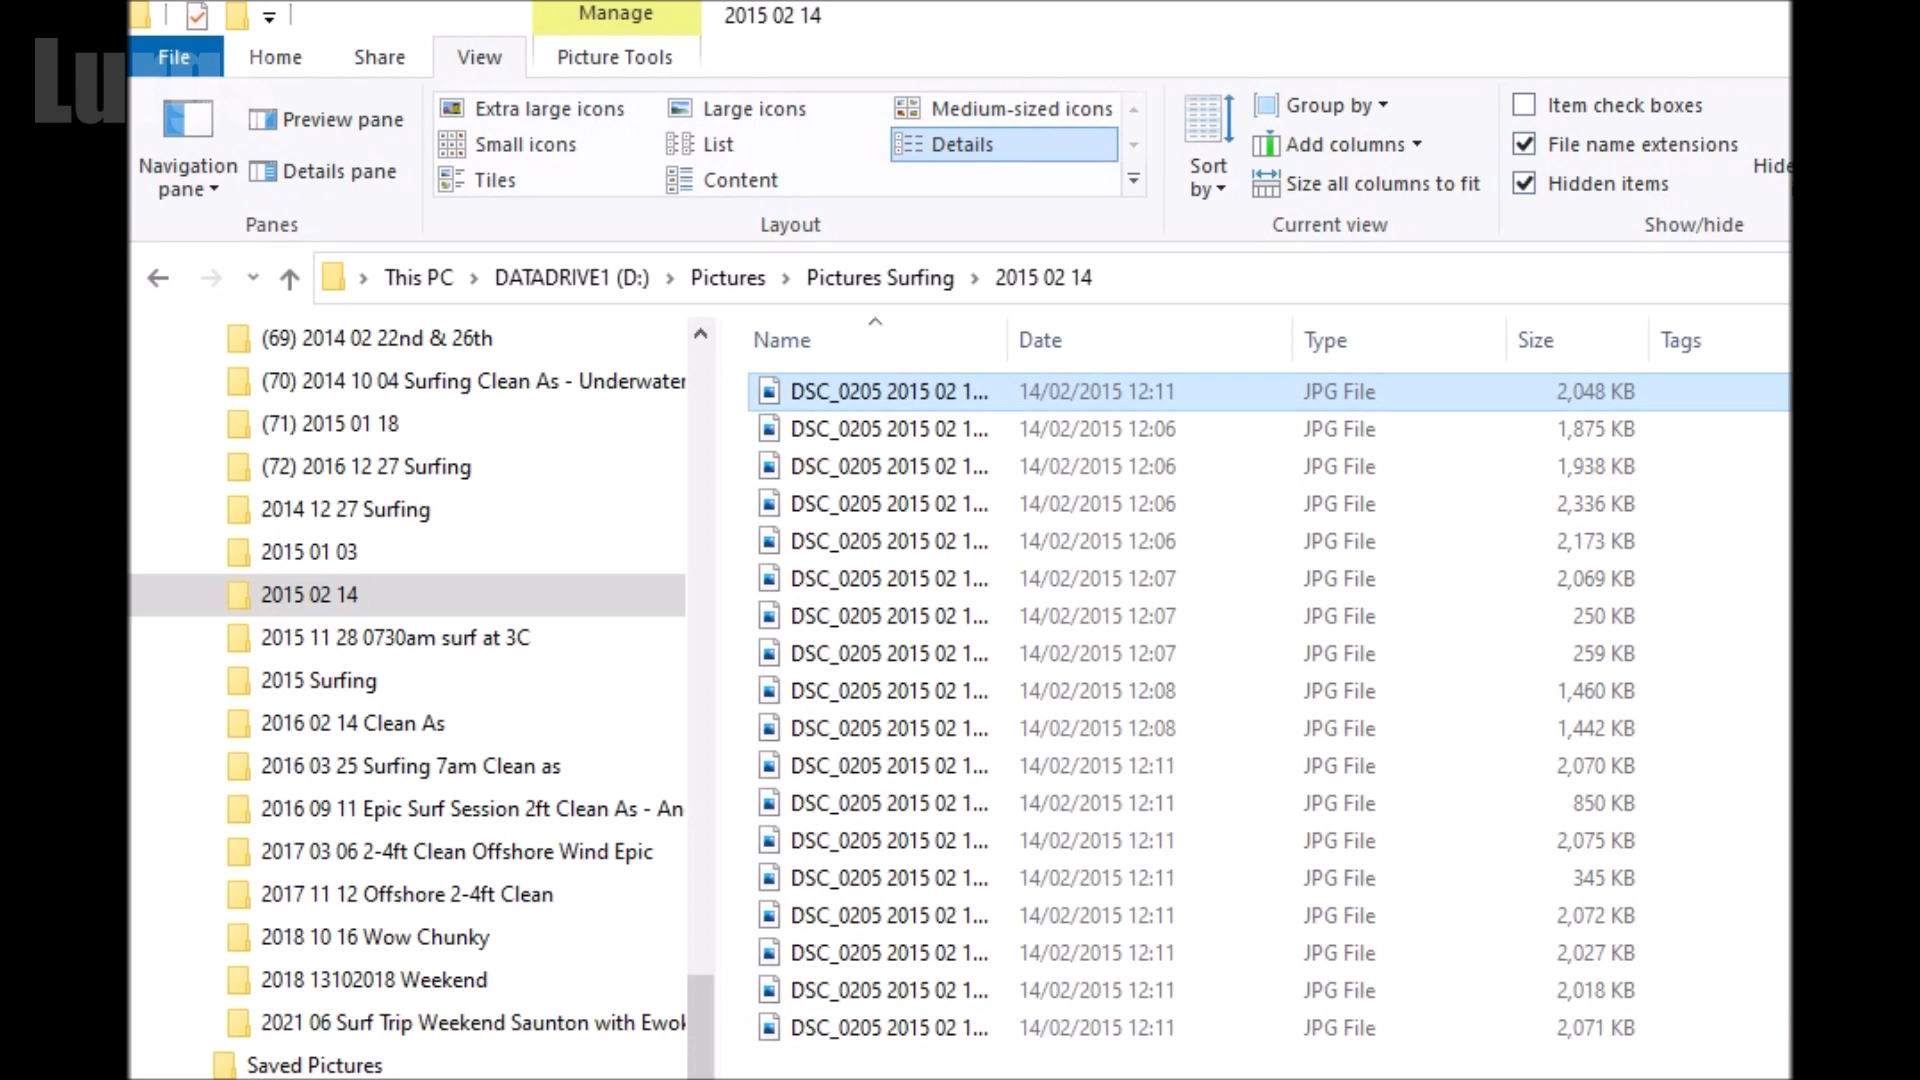 Manage
2015 02 14
File
Home
Share
View
Picture Tools
Navigation pane
Preview pane
Details pane
Panes
Extra large icons
Large icons
Medium-sized icons
Small icons
List
Details
Tiles
Content
Layout
Sort by
Group by
Add columns
Size all columns to fit
Current view
Item check boxes
File name extensions
Hidden items
Show/hide
This PC > DATADRIVE1 (D:) > Pictures > Pictures Surfing > 2015 02 14
(69) 2014 02 22nd & 26th
(70) 2014 10 04 Surfing Clean As - Underwater
(71) 2015 01 18
(72) 2016 12 27 Surfing
2014 12 27 Surfing
2015 01 03
2015 02 14
2015 11 28 0730am surf at 3C
2015 Surfing
2016 02 14 Clean As
2016 03 25 Surfing 7am Clean as
2016 09 11 Epic Surf Session 2ft Clean As - An
2017 03 06 2-4ft Clean Offshore Wind Epic
2017 11 12 Offshore 2-4ft Clean
2018 10 16 Wow Chunky
2018 13102018 Weekend
2021 06 Surf Trip Weekend Saunton with Ewok
Saved Pictures
Name Date Type Size Tags
DSC_0205 2015 02 1... 14/02/2015 12:11 JPG File 2,048 KB
DSC_0205 2015 02 1... 14/02/2015 12:06 JPG File 1,875 KB
DSC_0205 2015 02 1... 14/02/2015 12:06 JPG File 1,938 KB
DSC_0205 2015 02 1... 14/02/2015 12:06 JPG File 2,336 KB
DSC_0205 2015 02 1... 14/02/2015 12:06 JPG File 2,173 KB
DSC_0205 2015 02 1... 14/02/2015 12:07 JPG File 2,069 KB
DSC_0205 2015 02 1... 14/02/2015 12:07 JPG File 250 KB
DSC_0205 2015 02 1... 14/02/2015 12:07 JPG File 259 KB
DSC_0205 2015 02 1... 14/02/2015 12:08 JPG File 1,460 KB
DSC_0205 2015 02 1... 14/02/2015 12:08 JPG File 1,442 KB
DSC_0205 2015 02 1... 14/02/2015 12:11 JPG File 2,070 KB
DSC_0205 2015 02 1... 14/02/2015 12:11 JPG File 850 KB
DSC_0205 2015 02 1... 14/02/2015 12:11 JPG File 2,075 KB
DSC_0205 2015 02 1... 14/02/2015 12:11 JPG File 345 KB
DSC_0205 2015 02 1... 14/02/2015 12:11 JPG File 2,072 KB
DSC_0205 2015 02 1... 14/02/2015 12:11 JPG File 2,027 KB
DSC_0205 2015 02 1... 14/02/2015 12:11 JPG File 2,018 KB
DSC_0205 2015 02 1... 14/02/2015 12:11 JPG File 2,071 KB